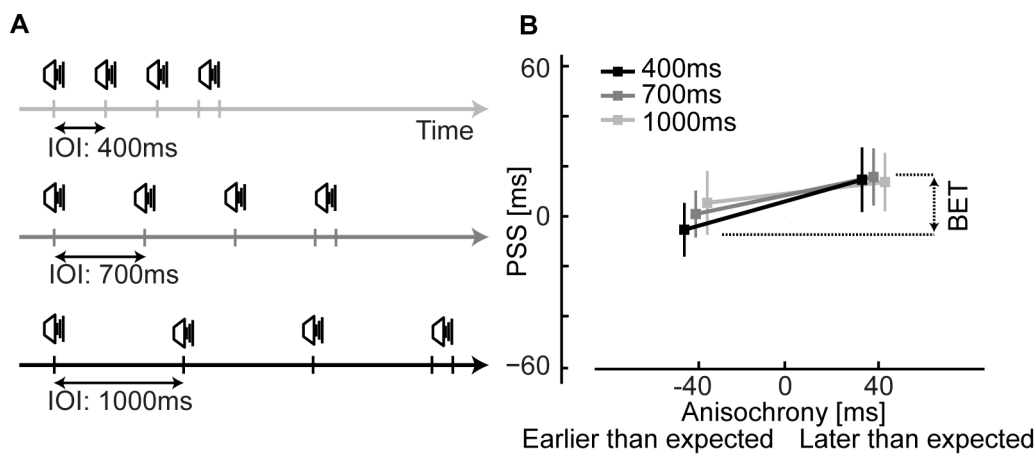 A
Time
IOI: 400ms
IOI: 700ms
IOI: 1000ms
B
60
400ms
700ms
1000ms
PSS [ms]
0
BET
−60
-40 0 40
Anisochrony [ms]
Earlier than expected Later than expected